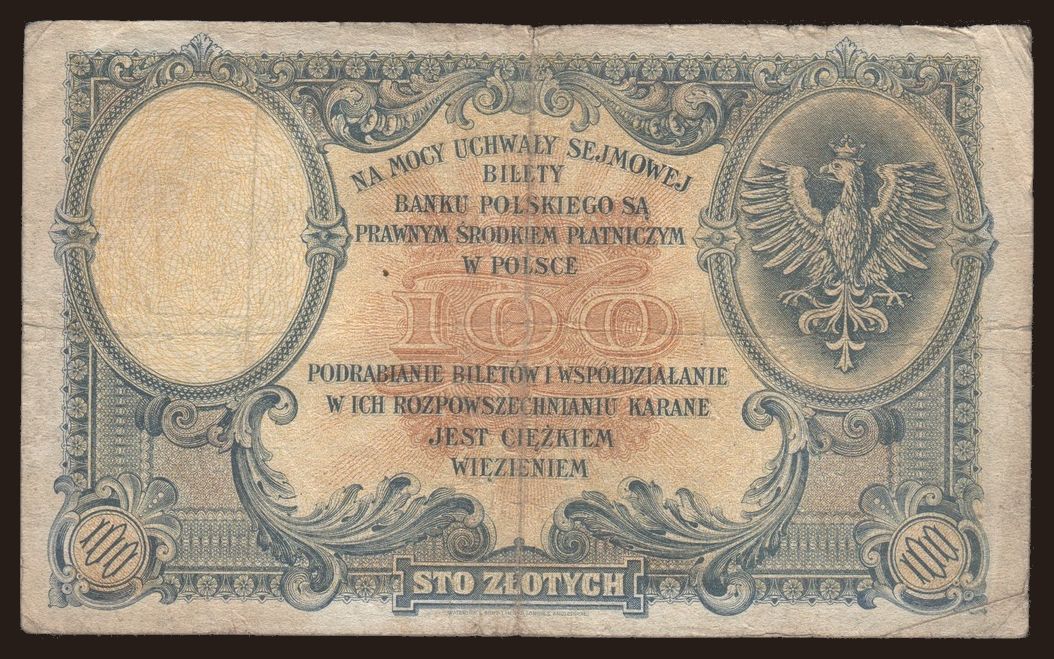 NA MOCY UCHWAŁY SEJMOWEJ
BILETY
BANKU POLSKIEGO SĄ
PRAWNYM ŚRODKIEM PŁATNICZYM
W POLSCE
100
PODRABIANIE BILETÓW I WSPÓŁDZIAŁANIE
W ICH ROZPOWSZECHNIANIU KARANE
JEST CIĘŻKIEM
WIĘZIENIEM
100 100
STO ZŁOTYCH